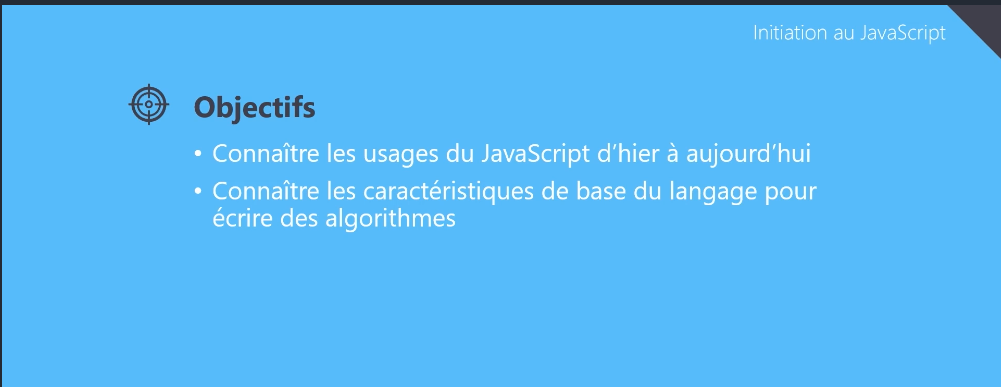 Initiation au JavaScript
Objectifs
• Connaître les usages du JavaScript d’hier à aujourd’hui
• Connaître les caractéristiques de base du langage pour
écrire des algorithmes